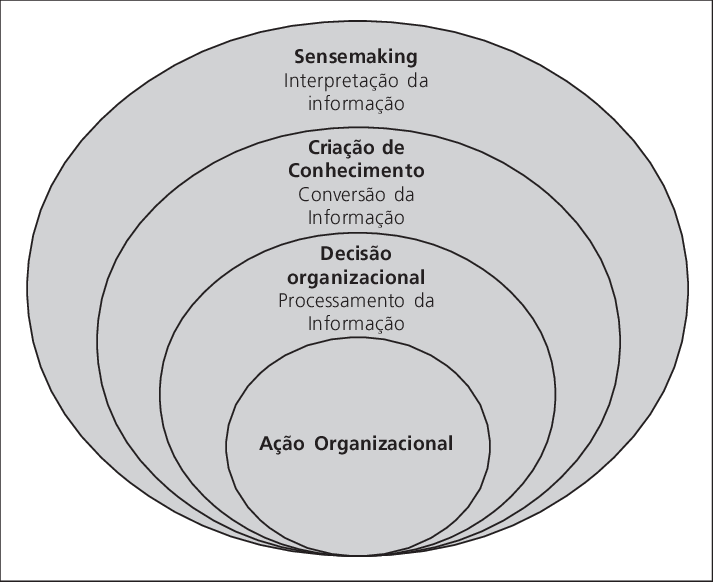 Sensemaking
Interpretação da
informação
Criação de
Conhecimento
Conversão da
Informação
Decisão
organizacional
Processamento da
Informação
Ação Organizacional